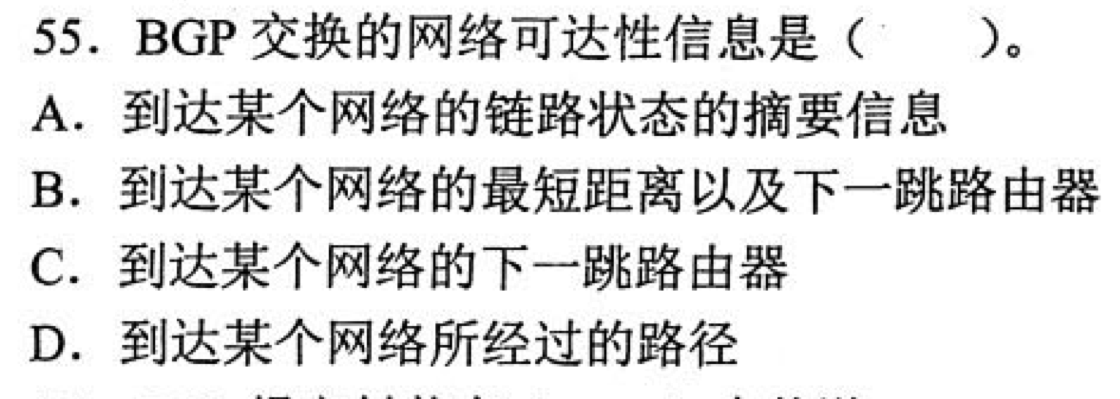 55．BGP 交换的网络可达性信息是（　　）。
A．到达某个网络的链路状态的摘要信息
B．到达某个网络的最短距离以及下一跳路由器
C．到达某个网络的下一跳路由器
D．到达某个网络所经过的路径